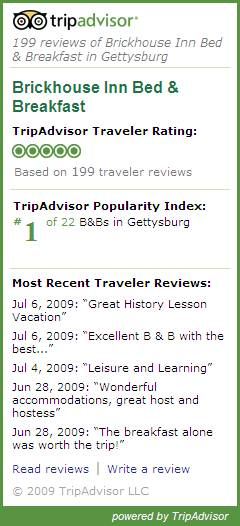 tripadvisor®
199 reviews of Brickhouse Inn Bed
& Breakfast in Gettysburg
Brickhouse Inn Bed &
Breakfast
TripAdvisor Traveler Rating:
Based on 199 traveler reviews
TripAdvisor Popularity Index:
#1 of 22 B&Bs in Gettysburg
Most Recent Traveler Reviews:
Jul 6, 2009: “Great History Lesson
Vacation”
Jul 6, 2009: “Excellent B & B with the
best...”
Jul 4, 2009: “Leisure and Learning”
Jun 28, 2009: “Wonderful
accommodations, great host and
hostess”
Jun 28, 2009: “The breakfast alone
was worth the trip!”
Read reviews | Write a review
© 2009 TripAdvisor LLC
powered by TripAdvisor